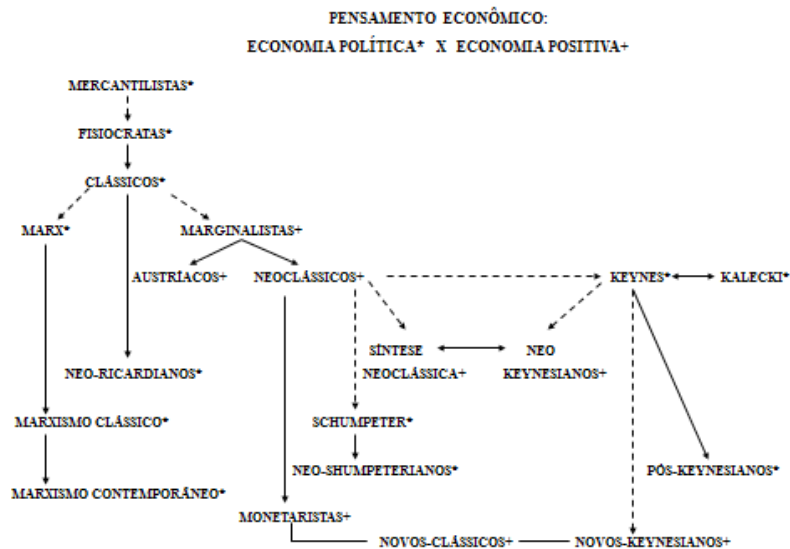 PENSAMENTO ECONÔMICO:
ECONOMIA POLÍTICA* X ECONOMIA POSITIVA+
MERCANTILISTAS*
FISIOCRATAS*
CLÁSSICOS*
MARX*
MARGINALISTAS+
AUSTRÍACOS+
NEOCLÁSSICOS+
KEYNES*
KALECKI*
SÍNTESE
NEOCLÁSSICA+
NEO
KEYNESIANOS+
NEO-RICARDIANOS*
MARXISMO CLÁSSICO*
SCHUMPETER*
NEO-SHUMPETERIANOS*
PÓS-KEYNESIANOS*
MARXISMO CONTEMPORÂNEO*
MONETARISTAS+
NOVOS-CLÁSSICOS+
NOVOS-KEYNESIANOS+